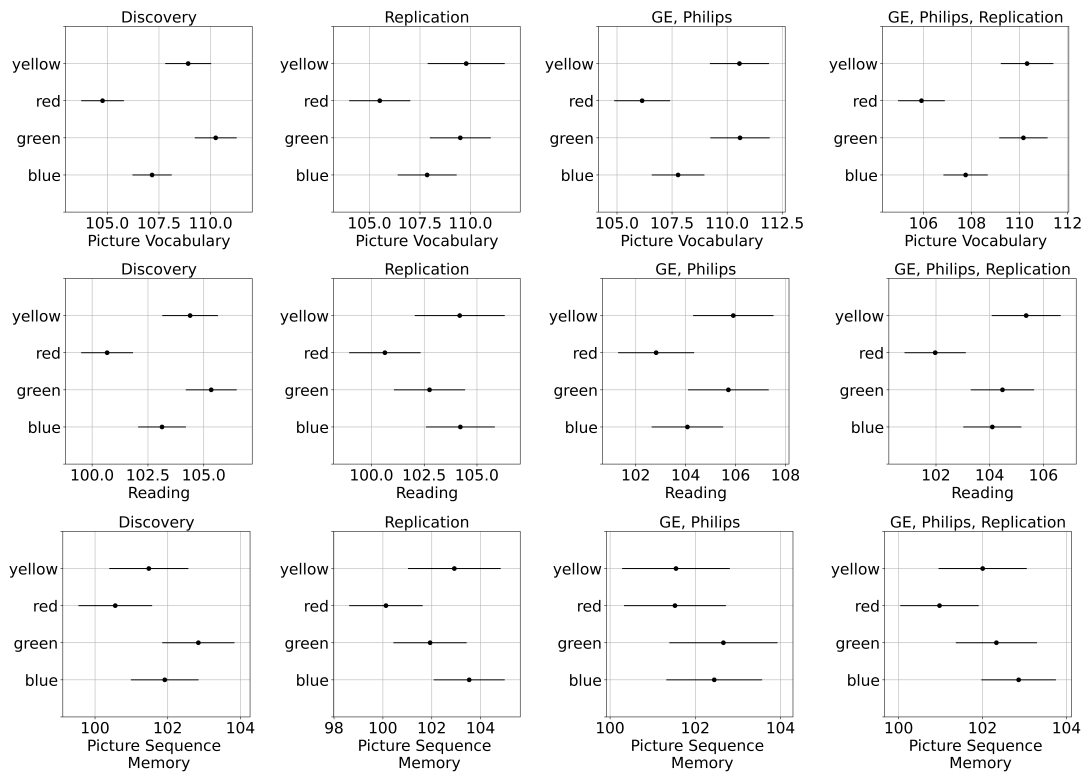 Discovery
Replication
GE, Philips
GE, Philips, Replication
yellow
red
green
blue
105.0 107.5 110.0
Picture Vocabulary
yellow
red
green
blue
105.0 107.5 110.0
Picture Vocabulary
yellow
red
green
blue
105.0 107.5 110.0 112.5
Picture Vocabulary
yellow
red
green
blue
106 108 110 112
Picture Vocabulary
Discovery
Replication
GE, Philips
GE, Philips, Replication
yellow
red
green
blue
100.0 102.5 105.0
Reading
yellow
red
green
blue
100.0 102.5 105.0
Reading
yellow
red
green
blue
102 104 106 108
Reading
yellow
red
green
blue
102 104 106
Reading
Discovery
Replication
GE, Philips
GE, Philips, Replication
yellow
red
green
blue
100 102 104
Picture Sequence
Memory
yellow
red
green
blue
98 100 102 104
Picture Sequence
Memory
yellow
red
green
blue
100 102 104
Picture Sequence
Memory
yellow
red
green
blue
100 102 104
Picture Sequence
Memory